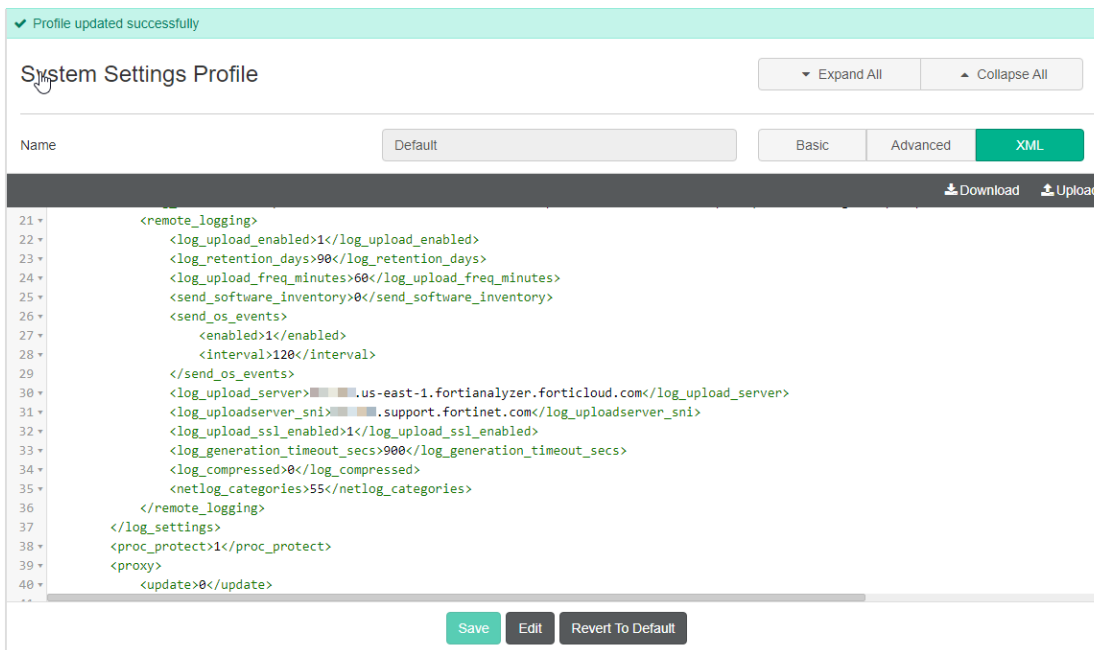 Profile updated successfully
System Settings Profile
Expand All
Collapse All
Name
Default
Basic
Advanced
XML
Download
Upload
21 <remote_logging>
22 <log_upload_enabled>1</log_upload_enabled>
23 <log_retention_days>90</log_retention_days>
24 <log_upload_freq_minutes>60</log_upload_freq_minutes>
25 <send_software_inventory>0</send_software_inventory>
26 <send_os_events>
27 <enabled>1</enabled>
28 <interval>120</interval>
29 </send_os_events>
30 <log_upload_server>.us-east-1.fortianalyzer.forticloud.com</log_upload_server>
31 <log_uploadserver_sni>.support.fortinet.com</log_uploadserver_sni>
32 <log_upload_ssl_enabled>1</log_upload_ssl_enabled>
33 <log_generation_timeout_secs>900</log_generation_timeout_secs>
34 <log_compressed>0</log_compressed>
35 <netlog_categories>55</netlog_categories>
36 </remote_logging>
37 </log_settings>
38 <proc_protect>1</proc_protect>
39 <proxy>
40 <update>0</update>
Save
Edit
Revert To Default